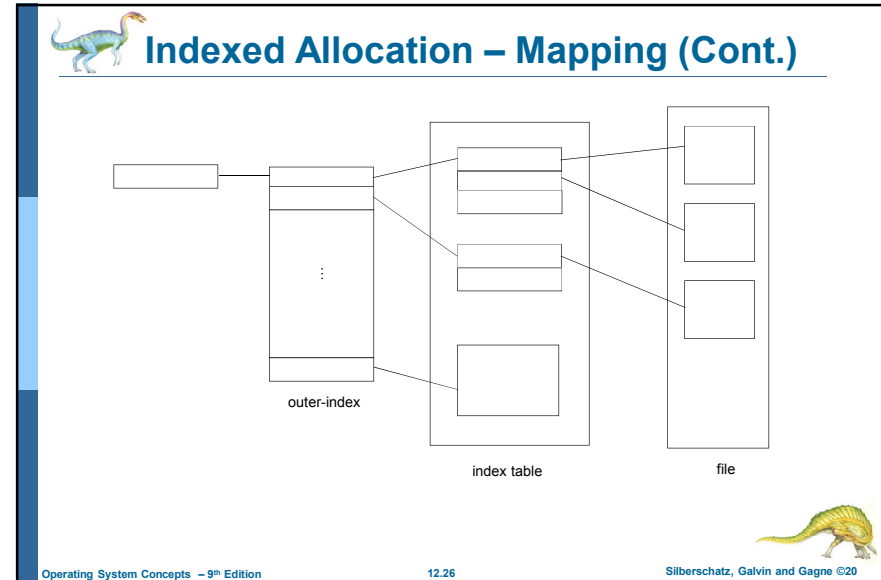 Indexed Allocation – Mapping (Cont.)
⋮
outer-index
index table
file
Operating System Concepts – 9th Edition
12.26
Silberschatz, Galvin and Gagne ©20